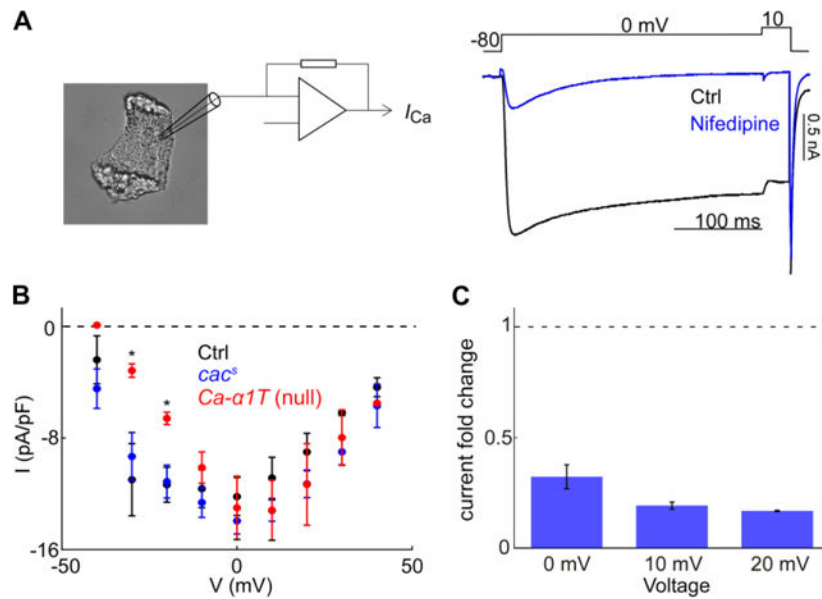 A
I Ca
-80
0 mV
10
Ctrl
Nifedipine
0.5 nA
100 ms
B
0
-8
-16
I (pA/pF)
*
*
Ctrl
cacˢ
Ca-α1T (null)
-50
0
50
V (mV)
C
1
0.5
0
current fold change
0 mV
10 mV
20 mV
Voltage